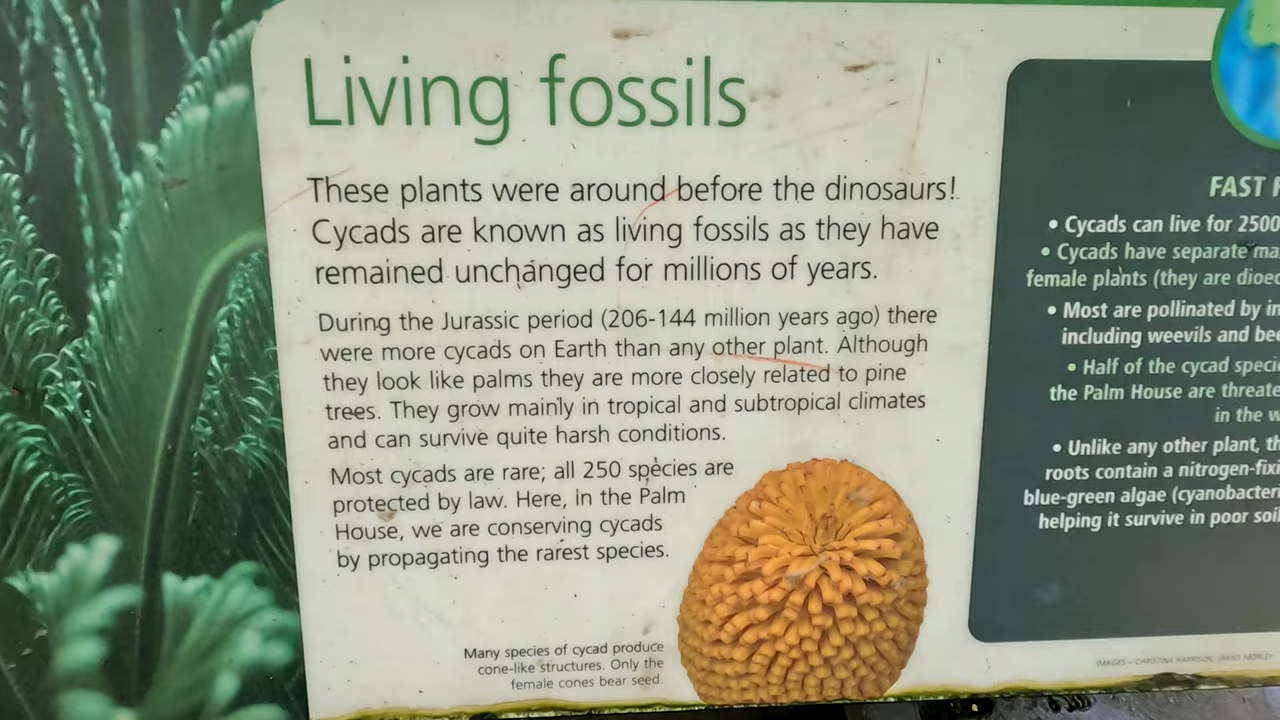 Living fossils
These plants were around before the dinosaurs!
Cycads are known as living fossils as they have
remained unchanged for millions of years.
During the Jurassic period (206-144 million years ago) there
were more cycads on Earth than any other plant. Although
they look like palms they are more closely related to pine
trees. They grow mainly in tropical and subtropical climates
and can survive quite harsh conditions.
Most cycads are rare; all 250 species are
protected by law. Here, in the Palm
House, we are conserving cycads
by propagating the rarest species.
Many species of cycad produce
cone-like structures. Only the
female cones bear seed.
FAST
• Cycads can live for 2500
• Cycads have separate
female plants (they are
• Most are pollinated by
including weevils and
• Half of the cycad
the Palm House are
in the
• Unlike any other plant,
roots contain a
blue-green algae
helping it survive in poor
IMAGES – CHRISTINA HARRISON, JAMES MORLEY